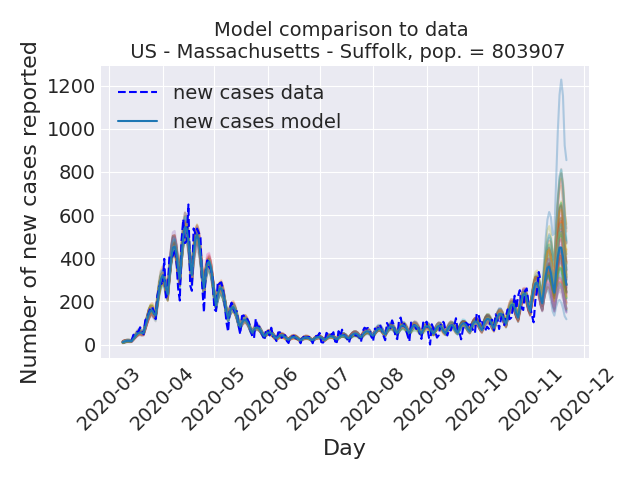 Model comparison to data
US - Massachusetts - Suffolk, pop. = 803907
Number of new cases reported
1200
1000
800
600
400
200
0
new cases data
new cases model
2020-03
2020-04
2020-05
2020-06
2020-07
2020-08
2020-09
2020-10
2020-11
2020-12
Day